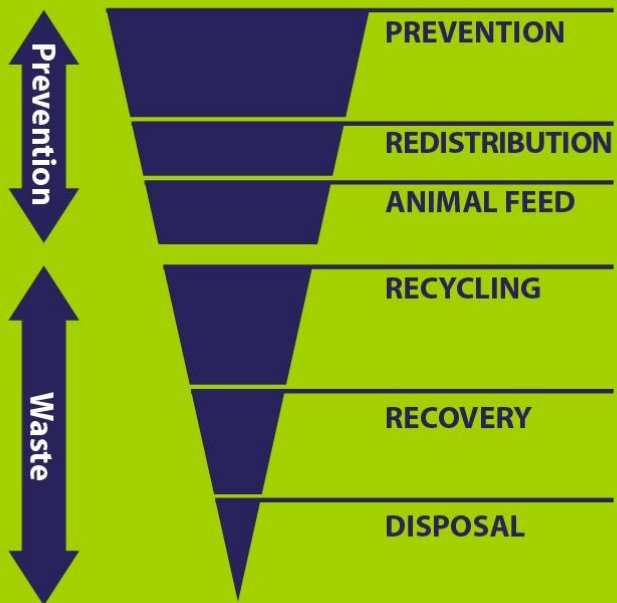 Prevention
PREVENTION
REDISTRIBUTION
ANIMAL FEED
Waste
RECYCLING
RECOVERY
DISPOSAL